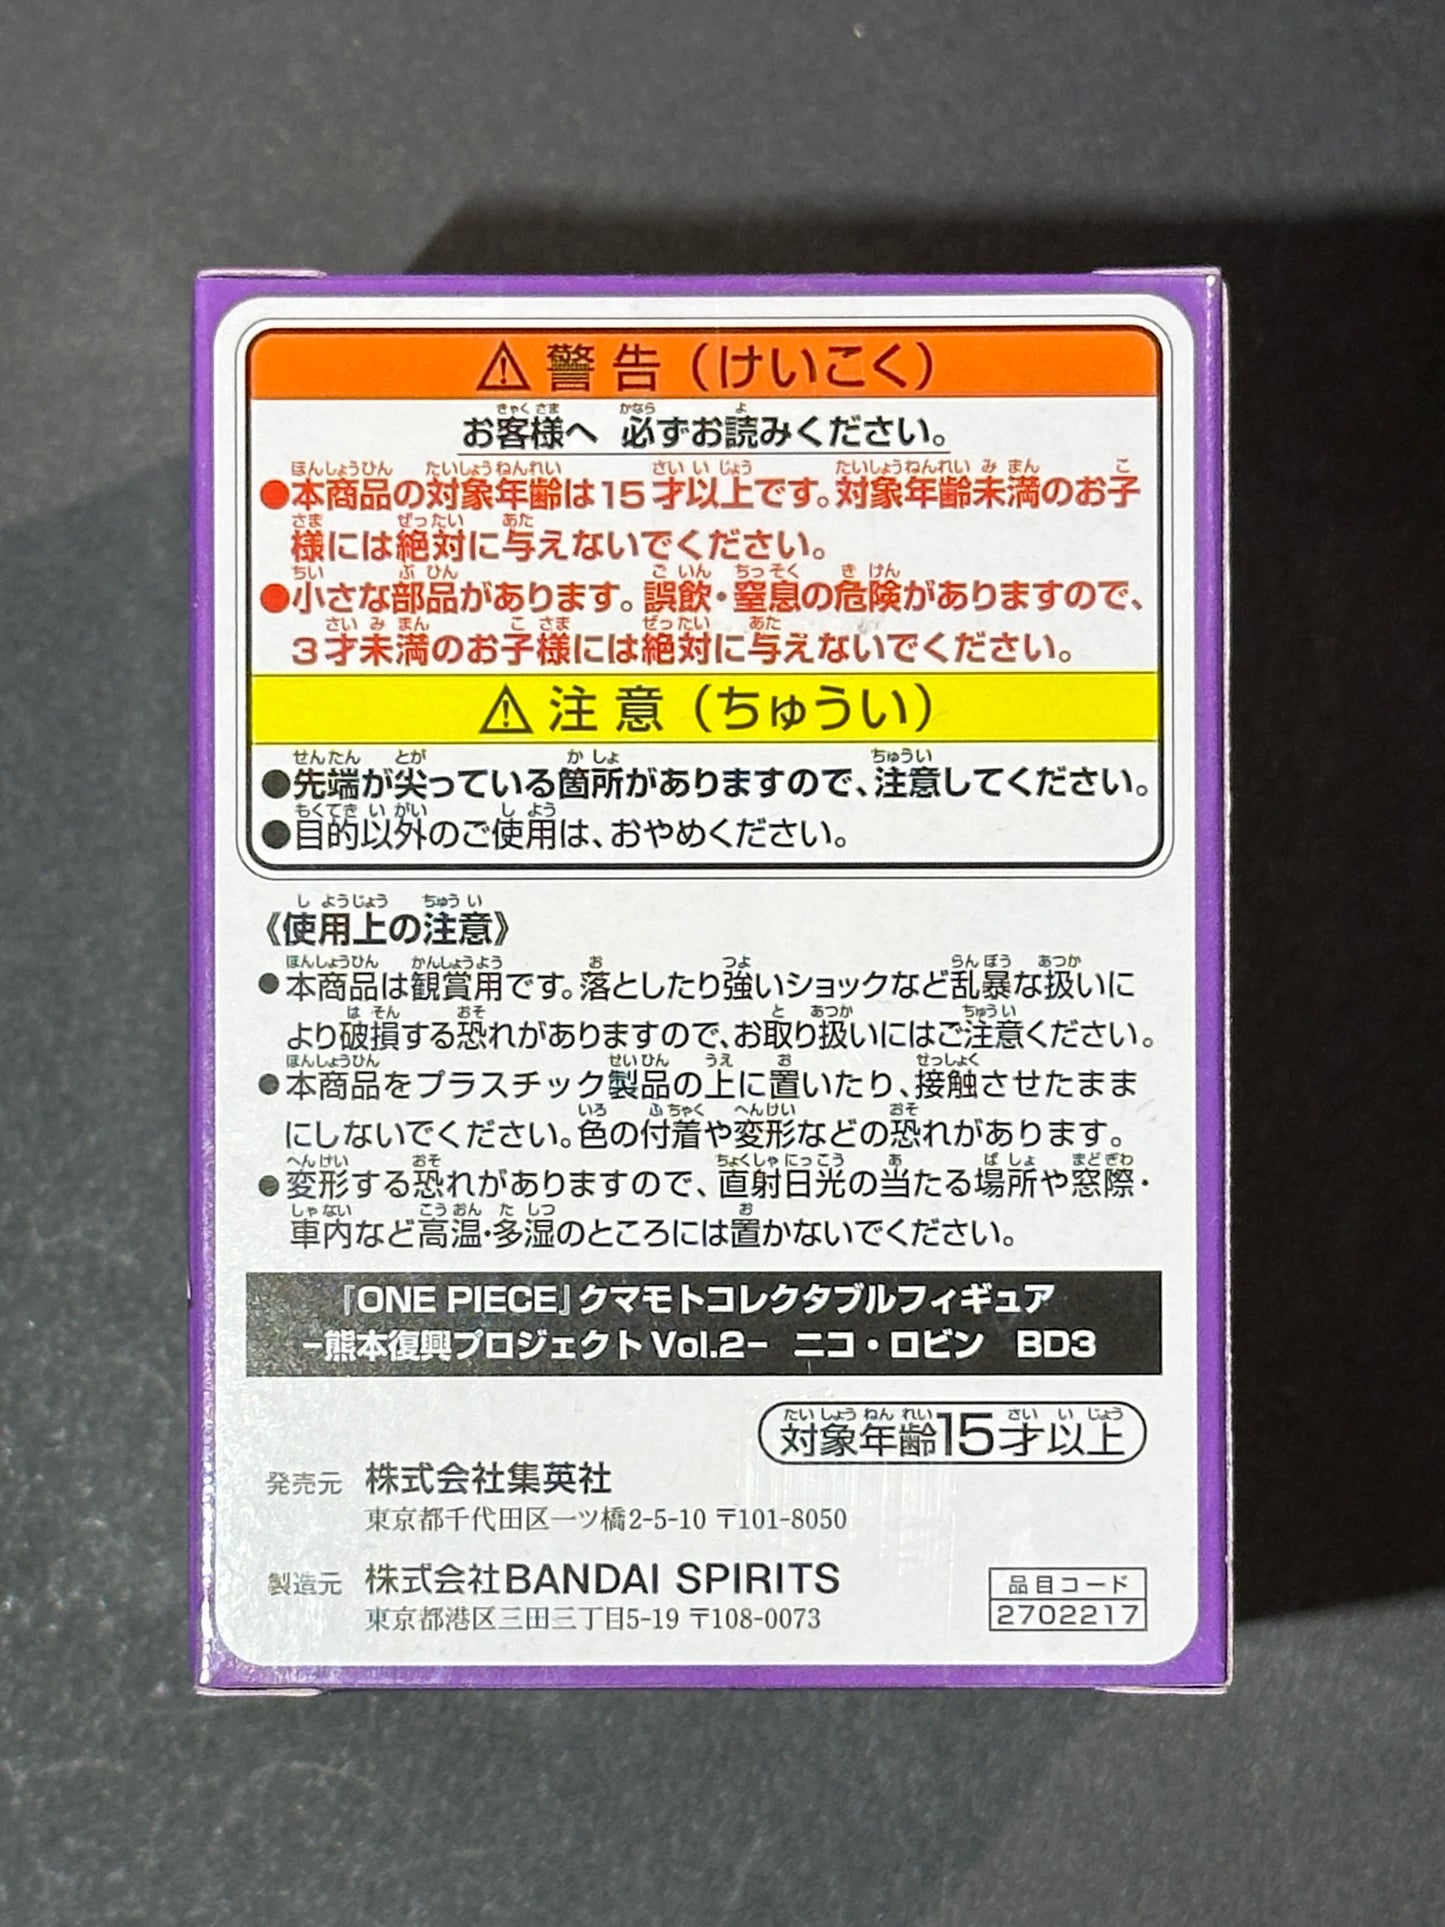 ⚠警告（けいこく）
お客様へ 必ずお読みください。
●本商品の対象年齢は15才以上です。対象年齢未満のお子
様には絶対に与えないでください。
●小さな部品があります。誤飲・窒息の危険がありますので、
3才未満のお子様には絶対に与えないでください。
⚠注意（ちゅうい）
●先端が尖っている箇所がありますので、注意してください。
●目的以外のご使用は、おやめください。
《使用上の注意》
●本商品は観賞用です。落としたり強いショックなど乱暴な扱いに
より破損する恐れがありますので、お取り扱いにはご注意ください。
●本商品をプラスチック製品の上に置いたり、接触させたまま
にしないでください。色の付着や変形などの恐れがあります。
●変形する恐れがありますので、直射日光の当たる場所や窓際・
車内など高温・多湿のところには置かないでください。
『ONE PIECE』クマモトコレクタブルフィギュア
−熊本復興プロジェクトVol.2− ニコ・ロビン BD3
対象年齢15才以上
発売元 株式会社集英社
東京都千代田区一ツ橋2-5-10 〒101-8050
製造元 株式会社BANDAI SPIRITS
東京都港区三田三丁目5-19 〒108-0073
品目コード
2702217